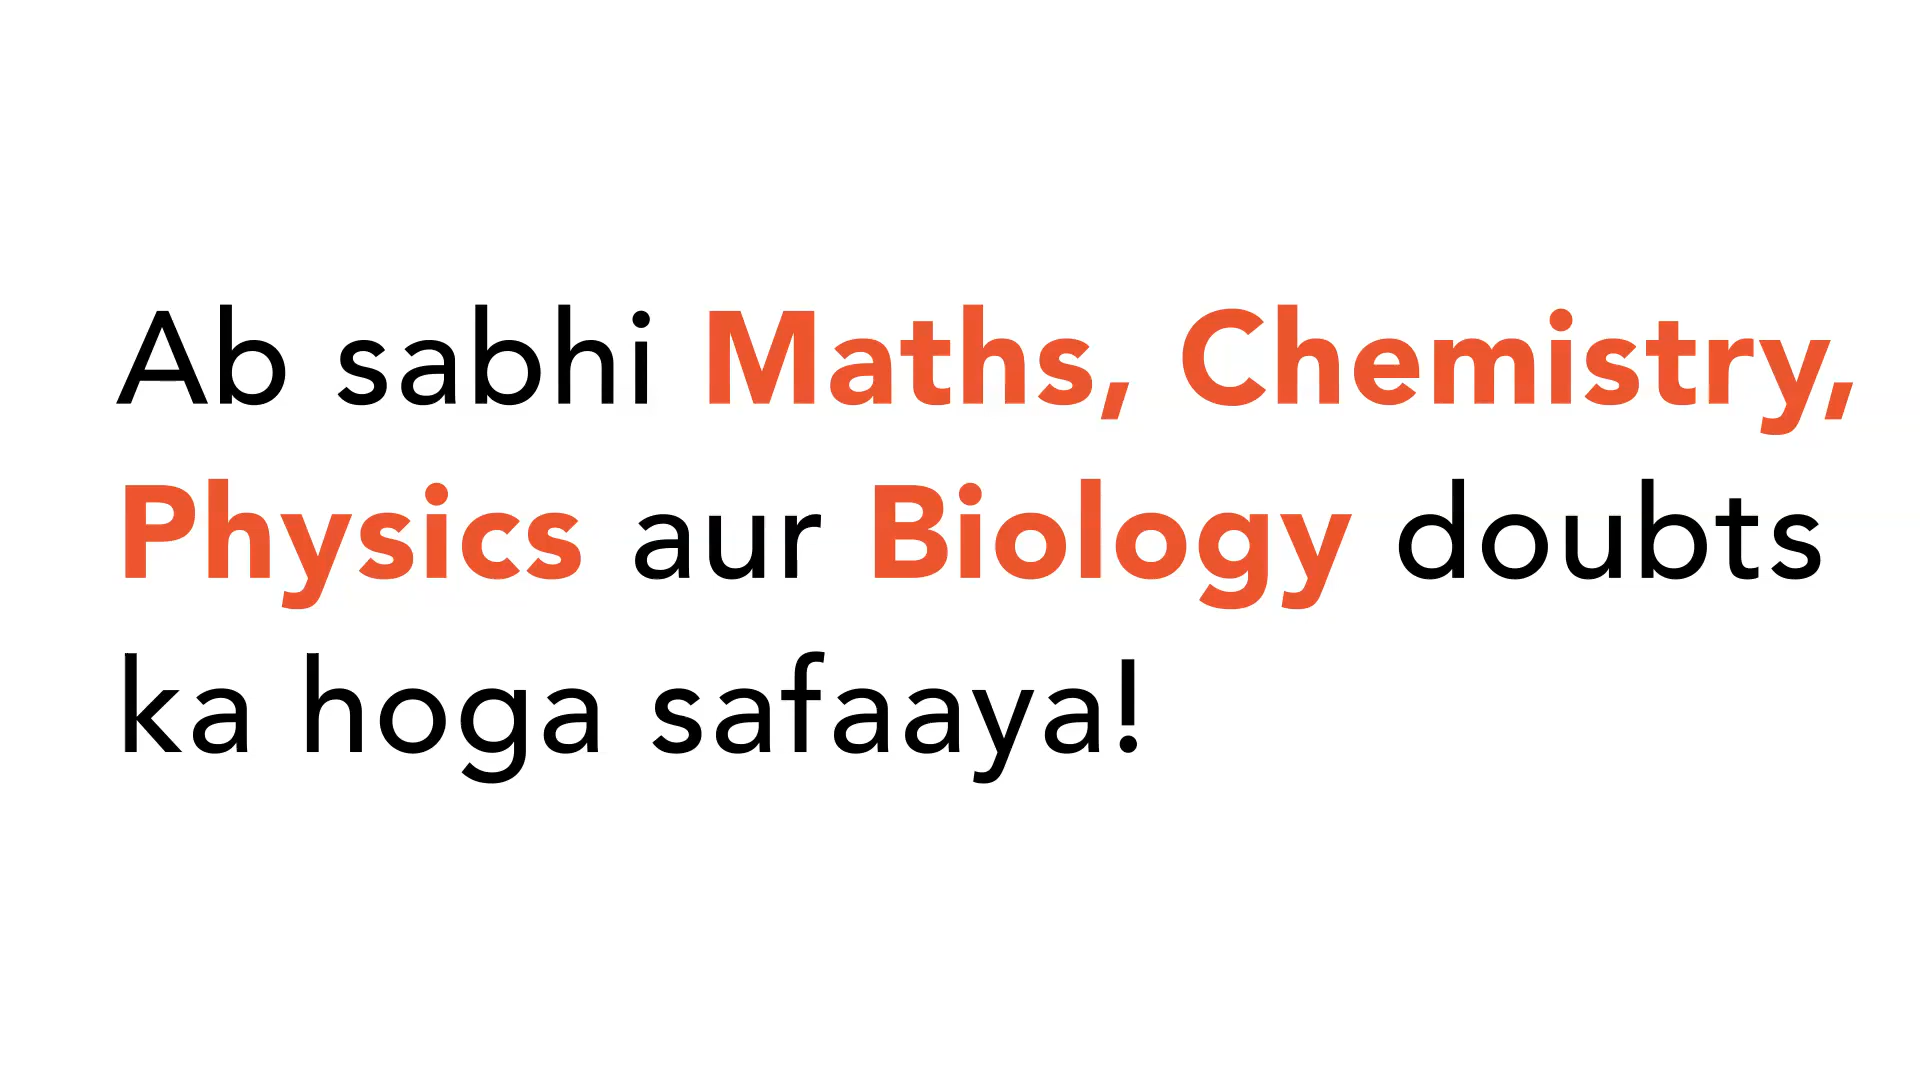 Ab sabhi Maths, Chemistry,
Physics aur Biology doubts
ka hoga safaaya!